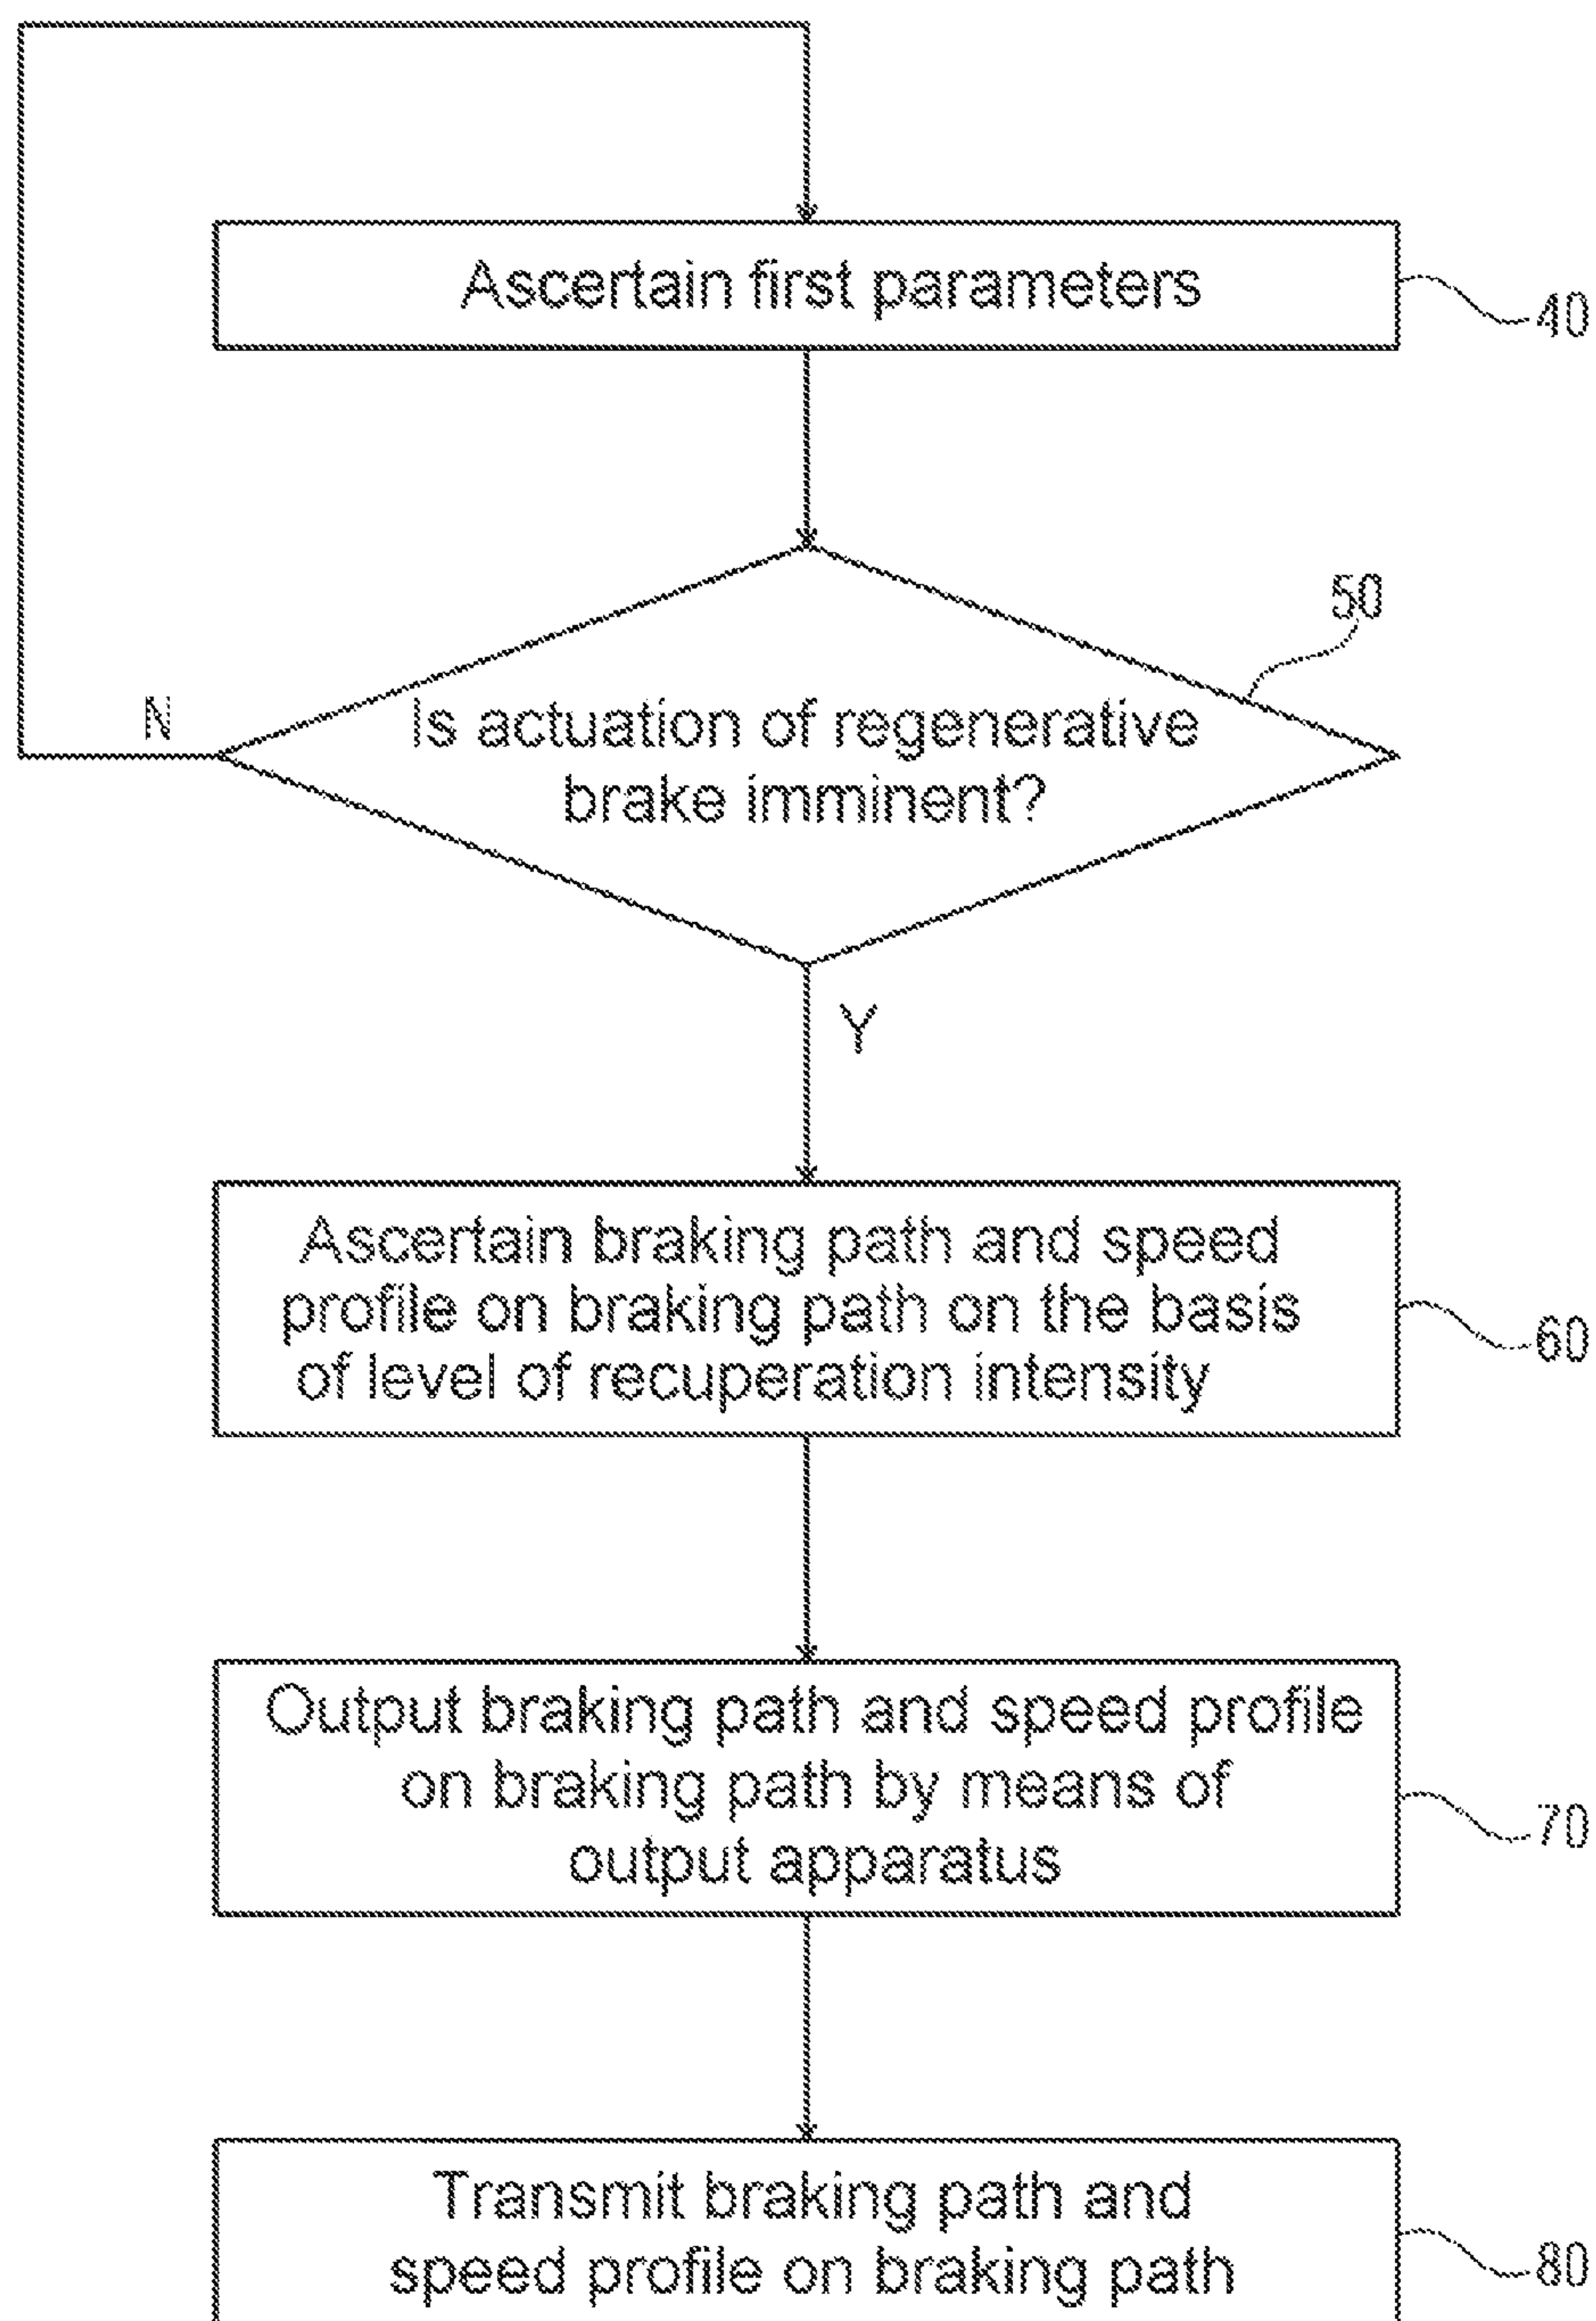 Ascertain first parameters
40
50
N
Is actuation of regenerative
brake imminent?
Y
Ascertain braking path and speed
profile on braking path on the basis
of level of recuperation intensity
60
Output braking path and speed profile
on braking path by means of
output apparatus
70
Transmit braking path and
speed profile on braking path
80